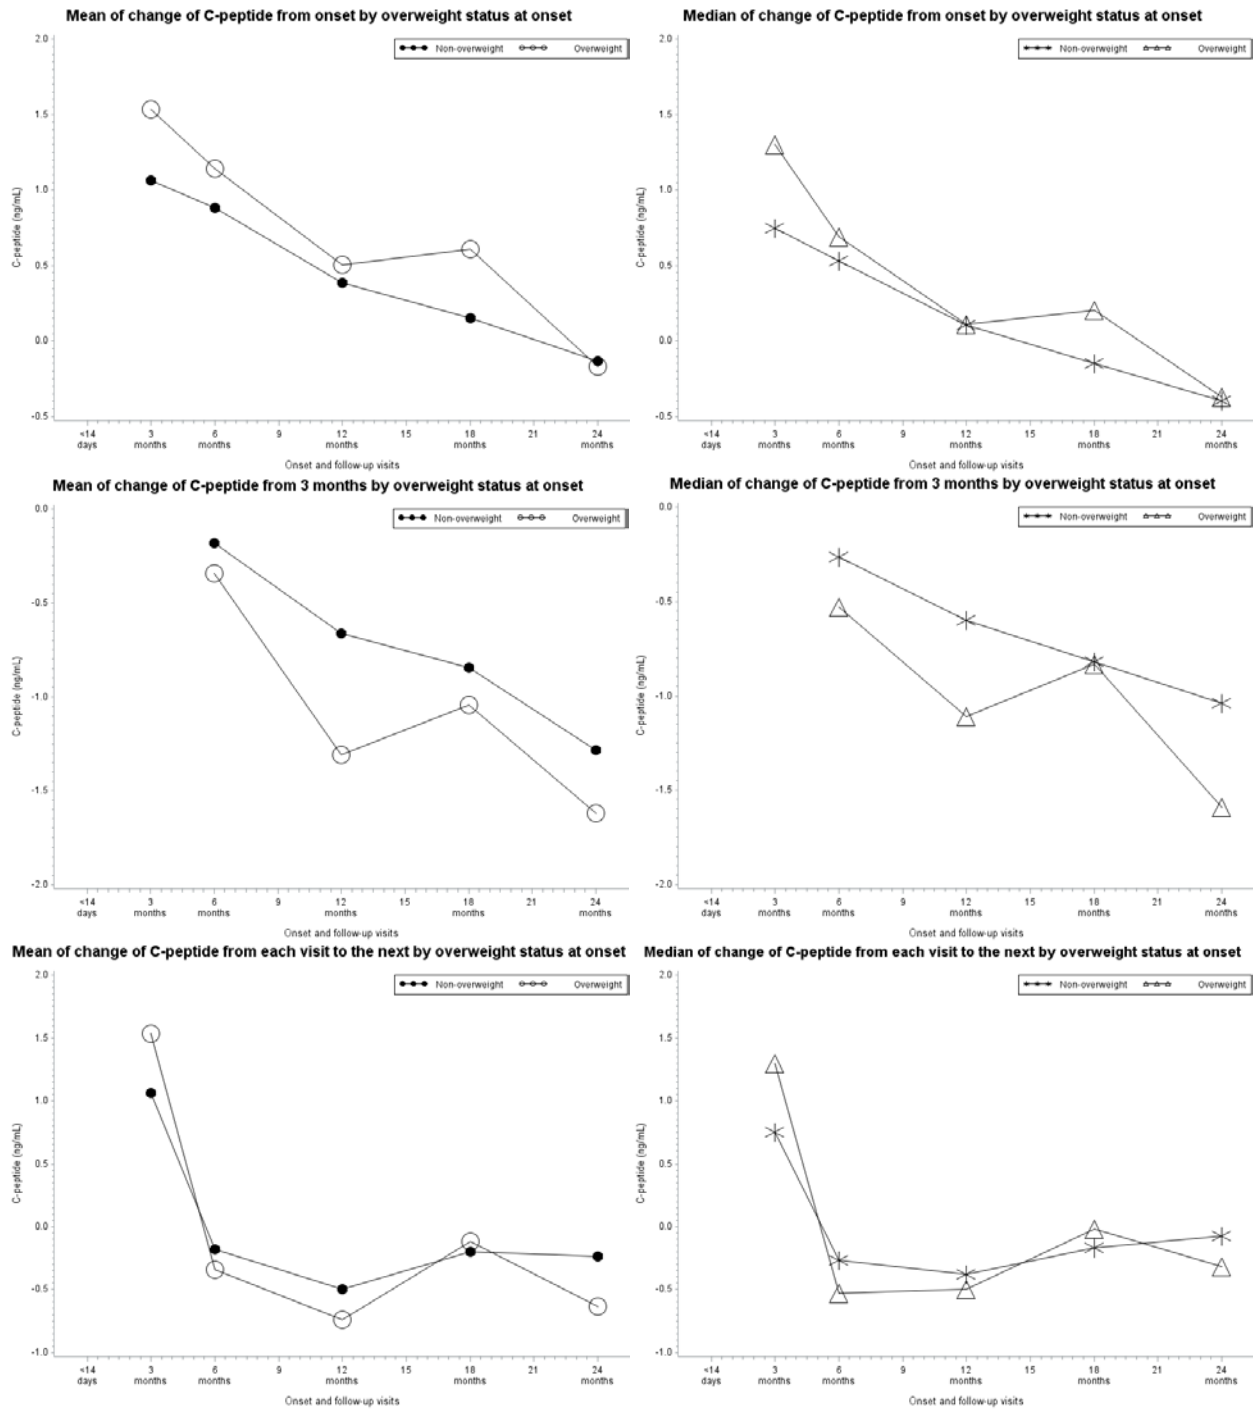 Mean of change of C-peptide from onset by overweight status at onset
2.0
1.5
1.0
0.5
0.0
-0.5
C-peptide (ng/mL)
Non-overweight Overweight
<14 3 6 9 12 15 18 21 24
days months months months months months
Onset and follow-up visits
Median of change of C-peptide from onset by overweight status at onset
2.0
1.5
1.0
0.5
0.0
-0.5
C-peptide (ng/mL)
Non-overweight Overweight
<14 3 6 9 12 15 18 21 24
days months months months months months
Onset and follow-up visits
Mean of change of C-peptide from 3 months by overweight status at onset
0.0
-0.5
-1.0
-1.5
-2.0
C-peptide (ng/mL)
Non-overweight Overweight
<14 3 6 9 12 15 18 21 24
days months months months months months
Onset and follow-up visits
Median of change of C-peptide from 3 months by overweight status at onset
0.0
-0.5
-1.0
-1.5
-2.0
C-peptide (ng/mL)
Non-overweight Overweight
<14 3 6 9 12 15 18 21 24
days months months months months months
Onset and follow-up visits
Mean of change of C-peptide from each visit to the next by overweight status at onset
2.0
1.5
1.0
0.5
0.0
-0.5
-1.0
C-peptide (ng/mL)
Non-overweight Overweight
<14 3 6 9 12 15 18 21 24
days months months months months months
Onset and follow-up visits
Median of change of C-peptide from each visit to the next by overweight status at onset
2.0
1.5
1.0
0.5
0.0
-0.5
-1.0
C-peptide (ng/mL)
Non-overweight Overweight
<14 3 6 9 12 15 18 21 24
days months months months months months
Onset and follow-up visits